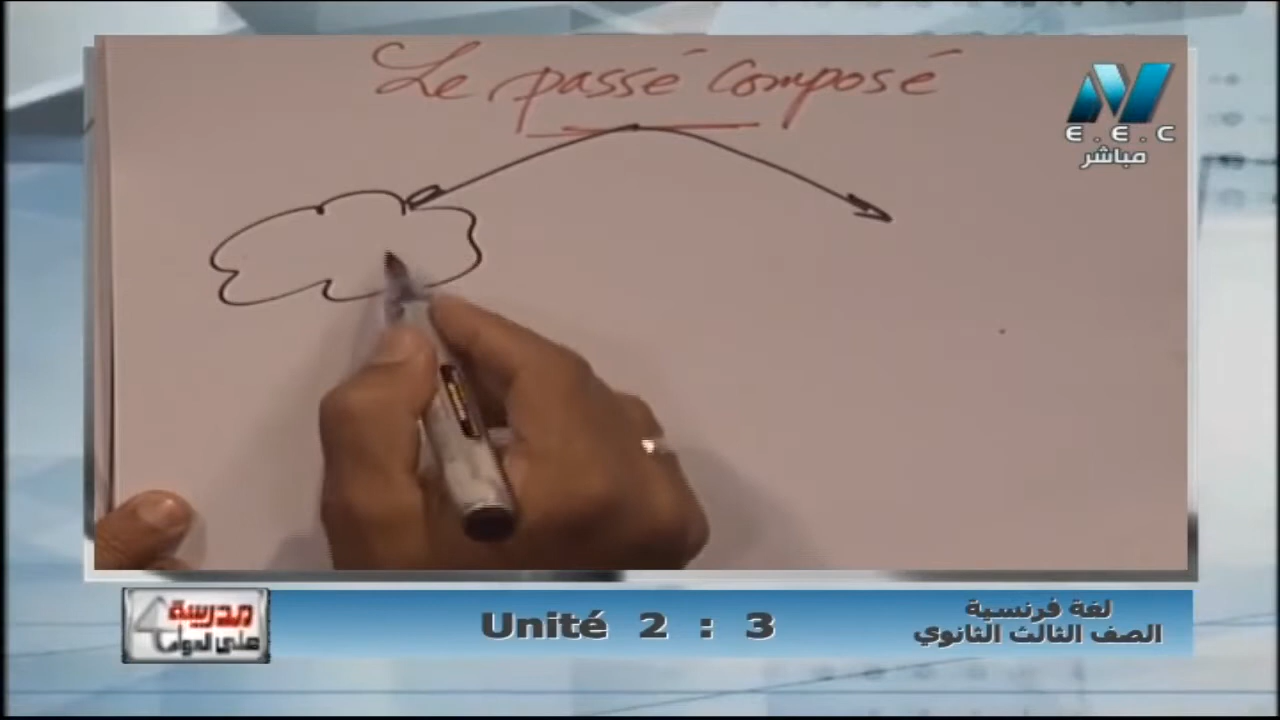 Le passé composé
E.E.C
مباشر
مدرسة
على الهواء
Unité 2 : 3
لغة فرنسية
الصف الثالث الثانوي